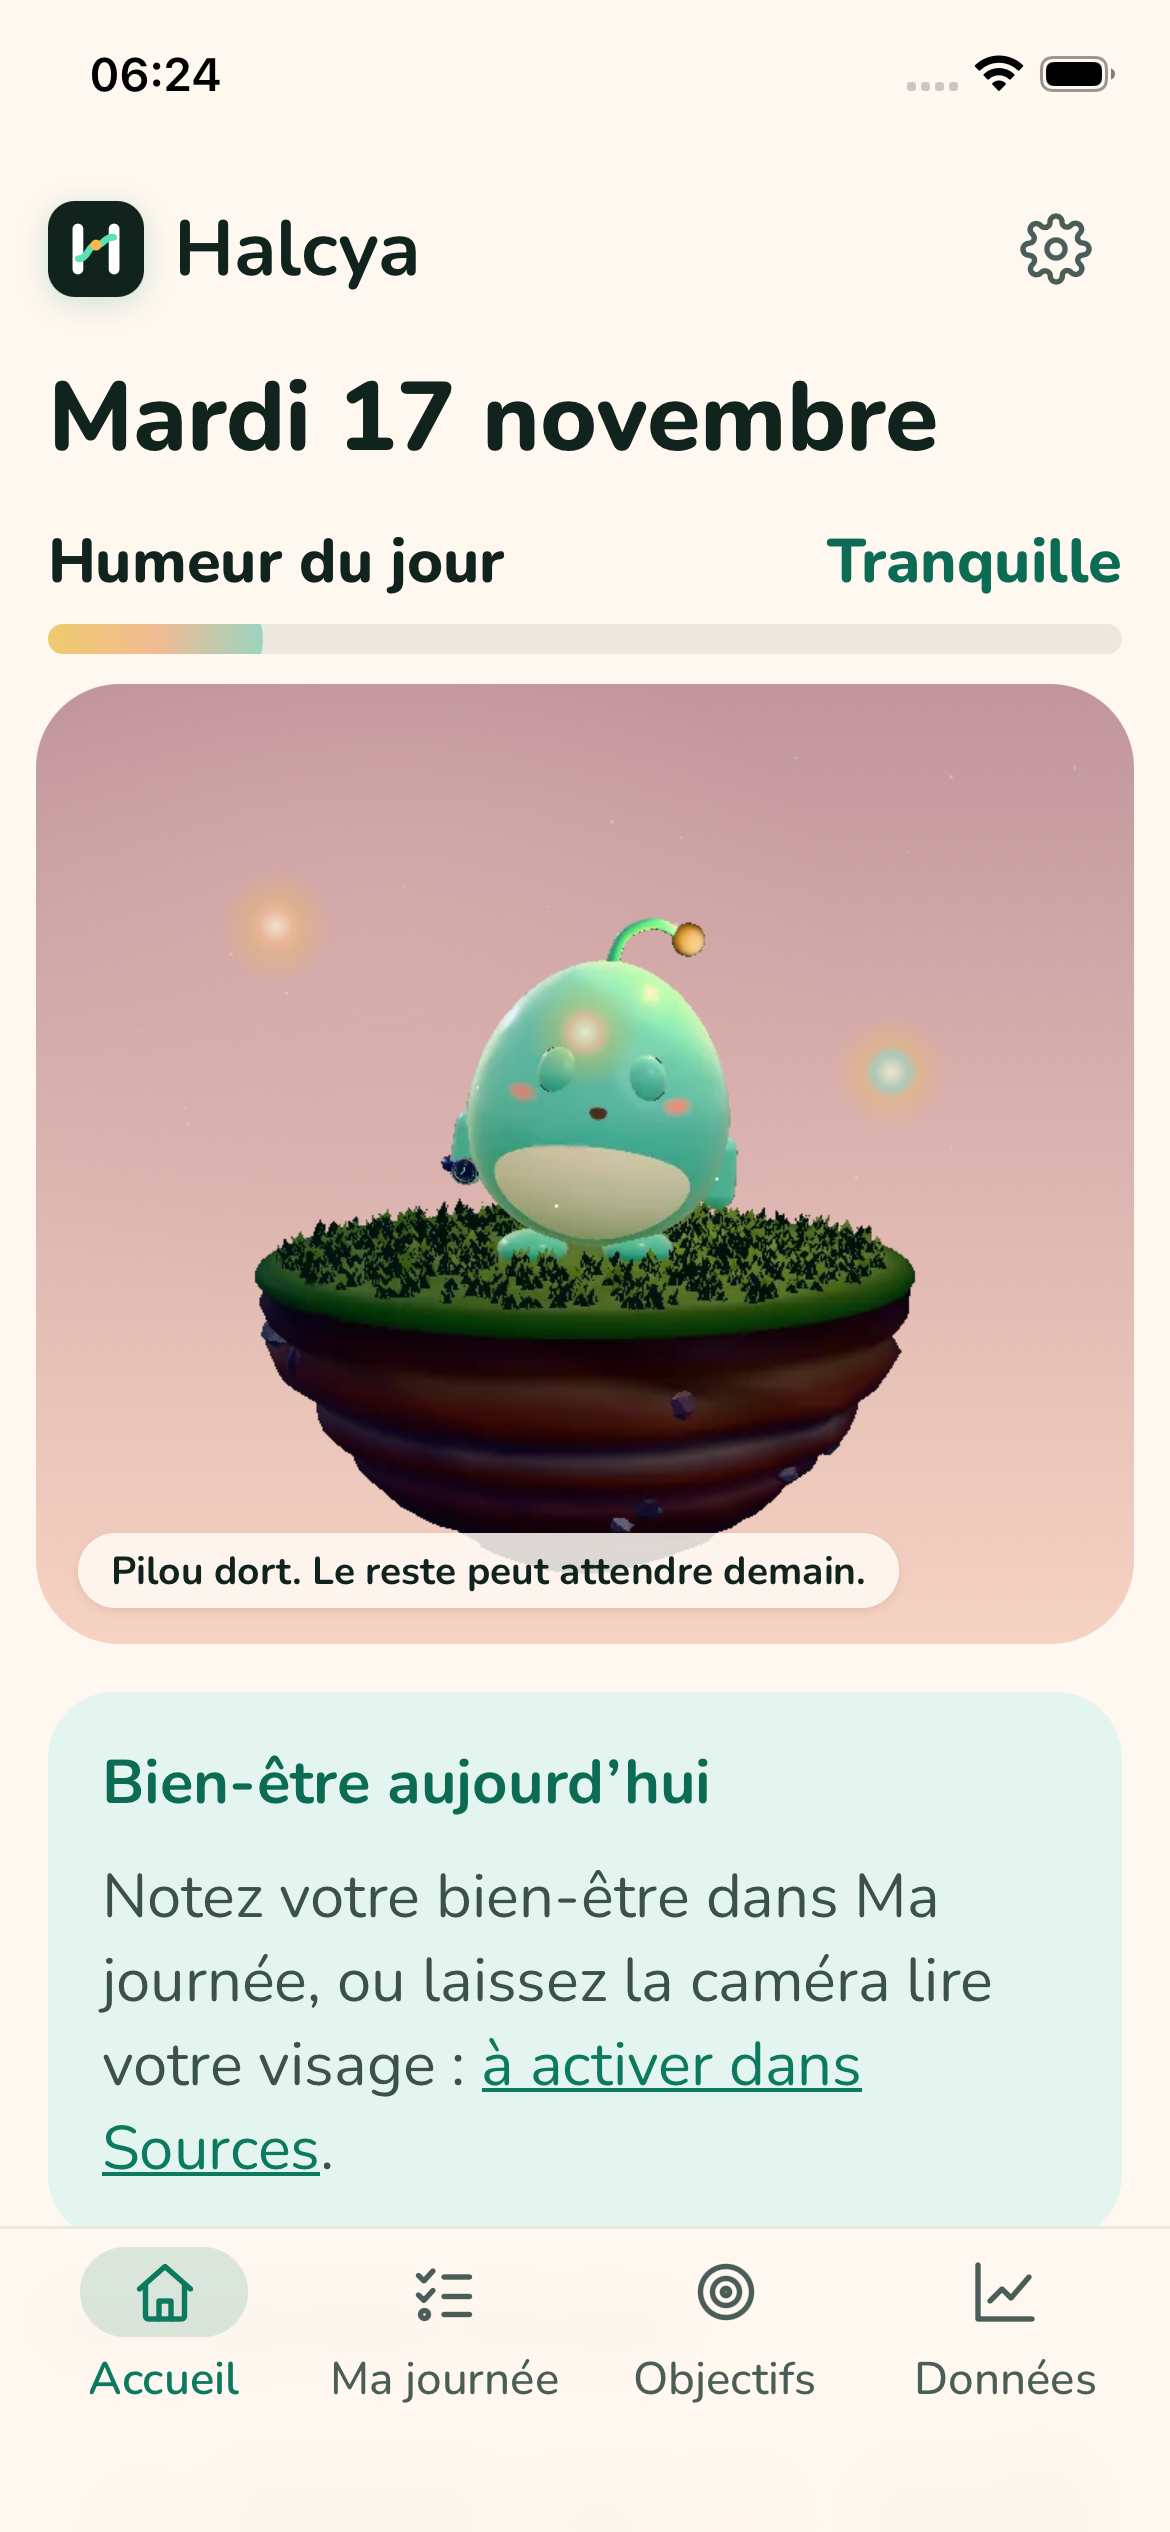 06:24
Halcya
Mardi 17 novembre
Humeur du jour
Tranquille
Pilou dort. Le reste peut attendre demain.
Bien-être aujourd’hui
Notez votre bien-être dans Ma
journée, ou laissez la caméra lire
votre visage : à activer dans
Sources.
Accueil
Ma journée
Objectifs
Données